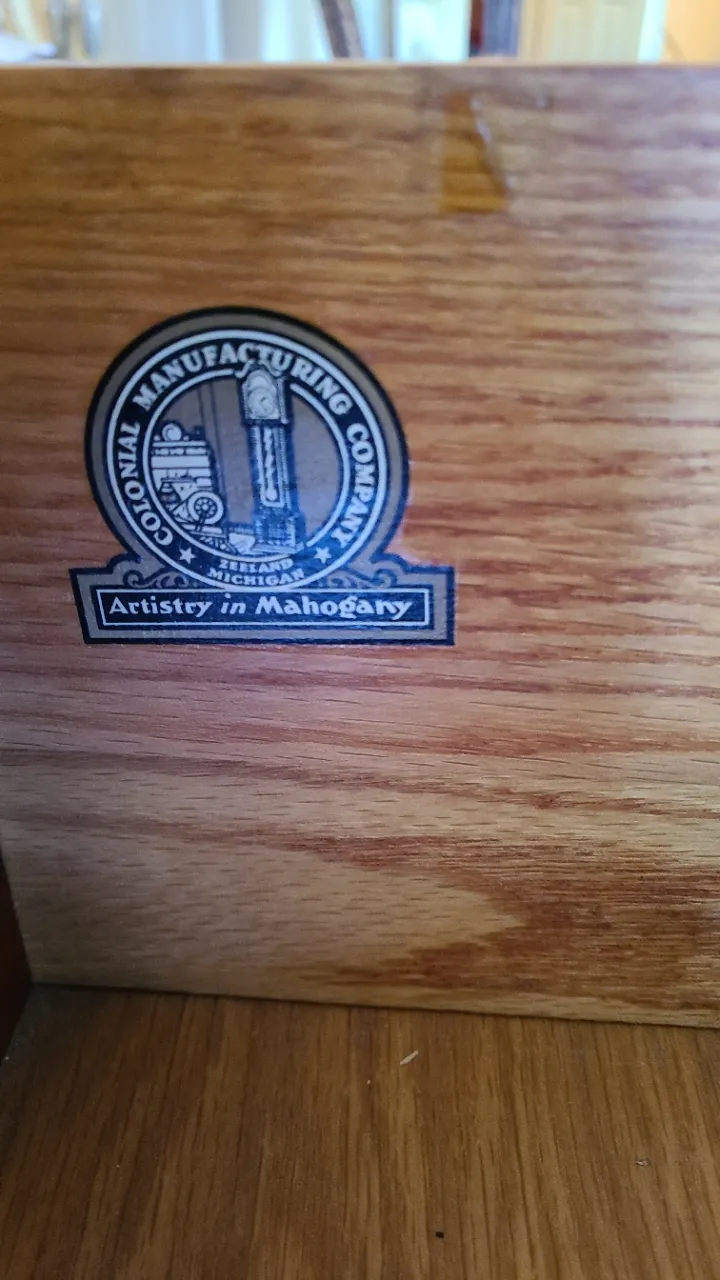 COLONIAL MANUFACTURING COMPANY
ZEELAND
MICHIGAN
Artistry in Mahogany